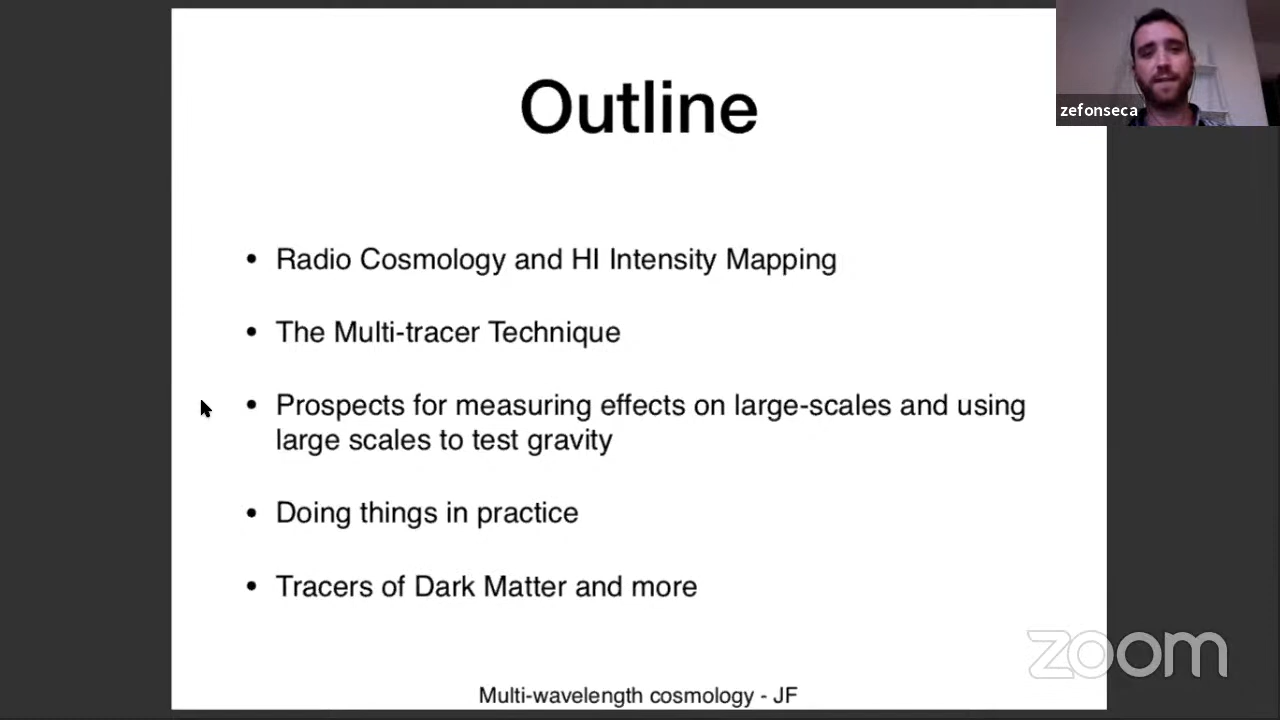 Outline
zefonseca
• Radio Cosmology and HI Intensity Mapping
• The Multi-tracer Technique
• Prospects for measuring effects on large-scales and using
large scales to test gravity
• Doing things in practice
• Tracers of Dark Matter and more
zoom
Multi-wavelength cosmology - JF